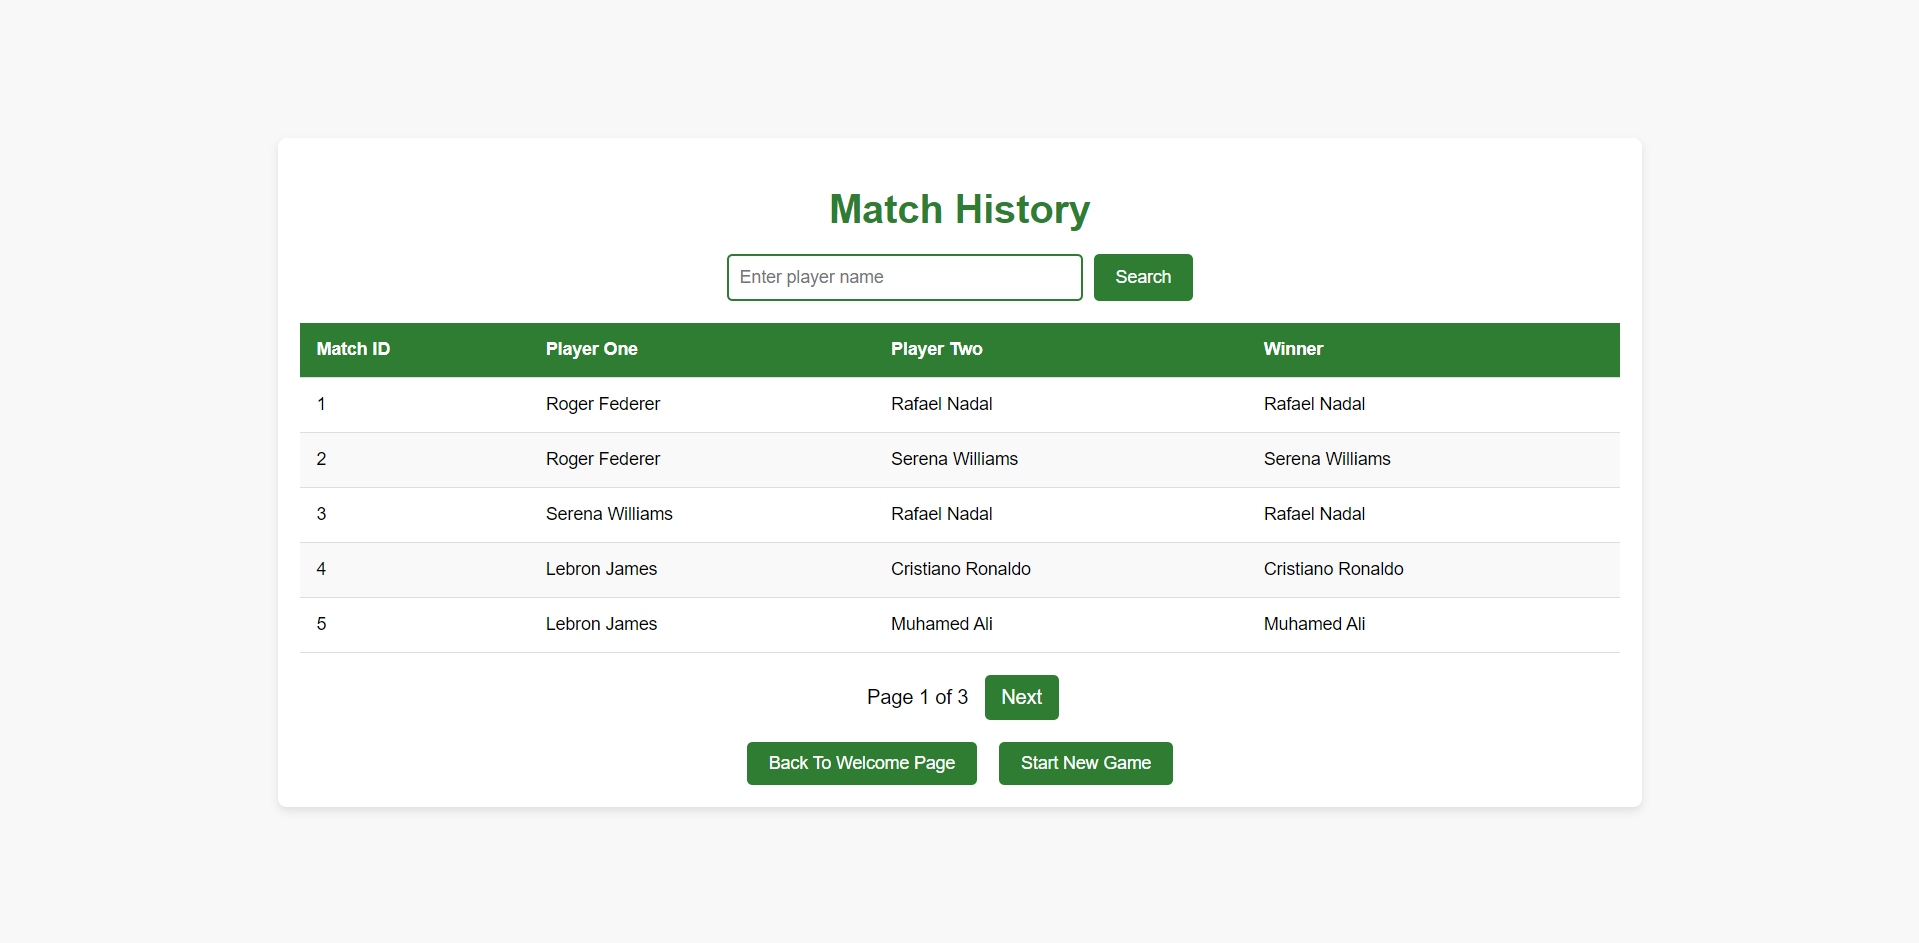 Match History
Enter player name Search
Match ID Player One Player Two Winner
1 Roger Federer Rafael Nadal Rafael Nadal
2 Roger Federer Serena Williams Serena Williams
3 Serena Williams Rafael Nadal Rafael Nadal
4 Lebron James Cristiano Ronaldo Cristiano Ronaldo
5 Lebron James Muhamed Ali Muhamed Ali
Page 1 of 3 Next
Back To Welcome Page Start New Game